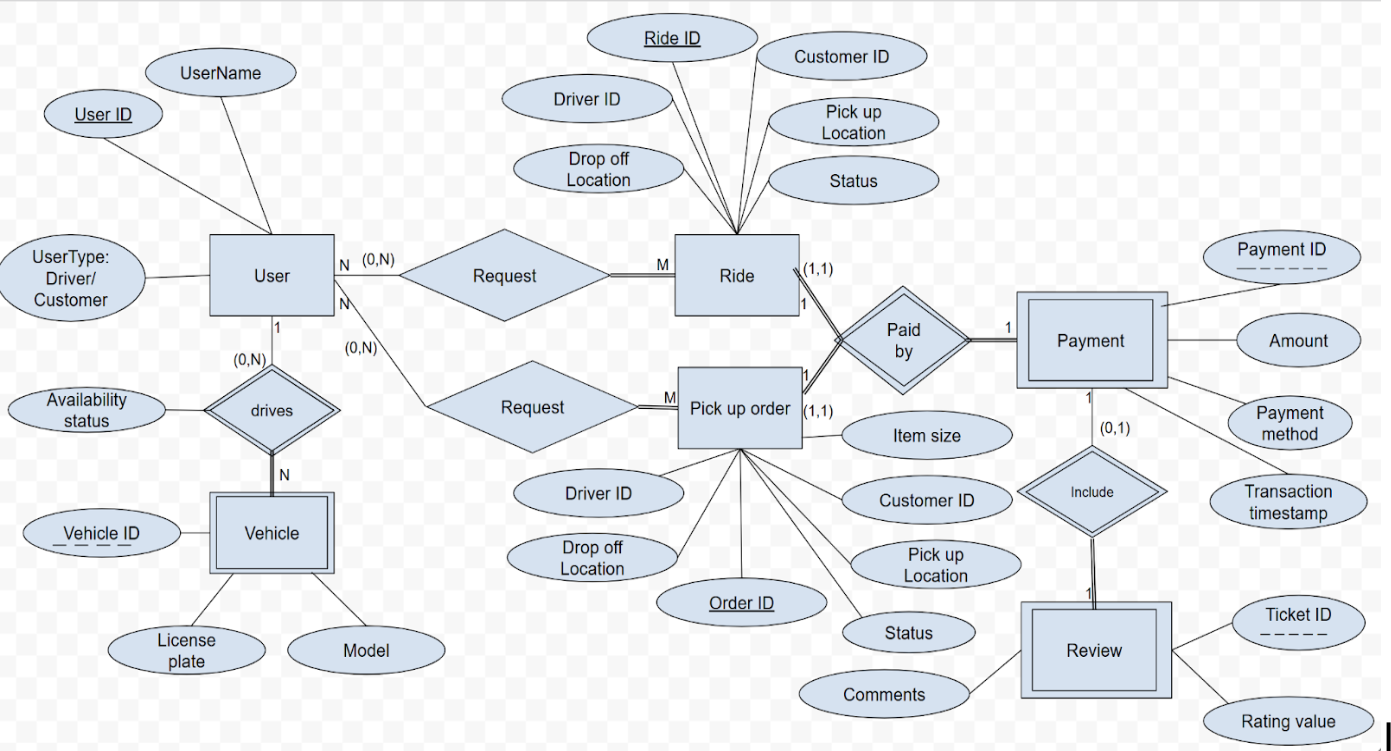 Ride ID
Customer ID
UserName
User ID
Driver ID
Pick up
Location
Drop off
Location
Status
UserType:
Driver/
Customer
User
N
(0,N)
Request
M
Ride
(1,1)
1
Payment ID
N
1
(0,N)
(0,N)
Paid
by
1
Payment
Amount
Availability
status
drives
Request
M
Pick up order
1
(1,1)
1
(0,1)
Payment
method
Item size
N
Driver ID
Customer ID
Include
Transaction
timestamp
Vehicle ID
Vehicle
Drop off
Location
Pick up
Location
Order ID
Status
1
Ticket ID
License
plate
Model
Review
Comments
Rating value